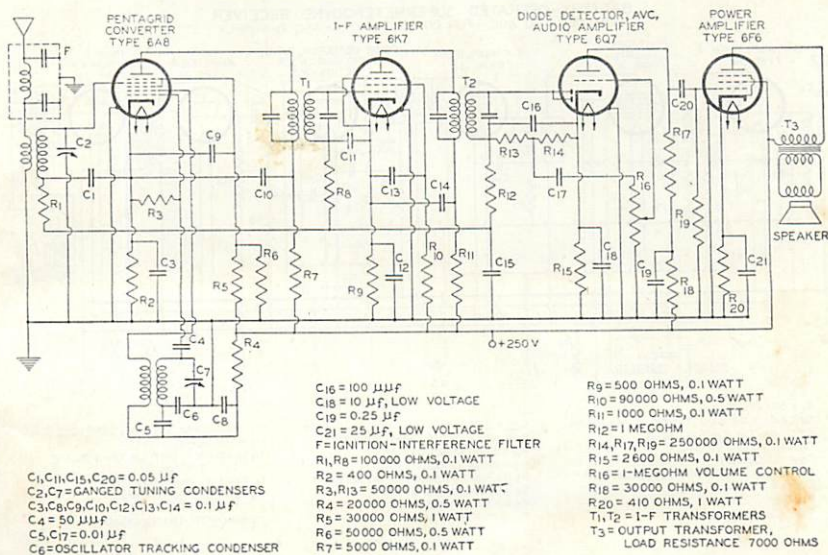 PENTAGRID
CONVERTER
TYPE 6A8
I-F AMPLIFIER
TYPE 6K7
DIODE DETECTOR, AVC,
AUDIO AMPLIFIER
TYPE 6Q7
POWER
AMPLIFIER
TYPE 6F6
F
T1
T2
T3
C2
C9
C11
C16
C20
R17
R13
R14
C1
C10
R8
C13
C14
R12
C17
R16
R1
R3
R19
SPEAKER
C3
R2
R5
R6
R7
R9
C12
R10
R11
C15
R15
C18
C19
R18
R20
C21
C4
R4
+250 V
C7
C6
C8
C5
C1, C11, C15, C20 = 0.05 µf
C2, C7 = GANGED TUNING CONDENSERS
C3, C8, C9, C10, C12, C13, C14 = 0.1 µf
C4 = 50 µµf
C5, C17 = 0.01 µf
C6 = OSCILLATOR TRACKING CONDENSER
C16 = 100 µµf
C18 = 10 µf, LOW VOLTAGE
C19 = 0.25 µf
C21 = 25 µf, LOW VOLTAGE
F = IGNITION-INTERFERENCE FILTER
R1, R8 = 100000 OHMS, 0.1 WATT
R2 = 400 OHMS, 0.1 WATT
R3, R13 = 50000 OHMS, 0.1 WATT
R4 = 20000 OHMS, 0.5 WATT
R5 = 30000 OHMS, 1 WATT
R6 = 50000 OHMS, 0.5 WATT
R7 = 5000 OHMS, 0.1 WATT
R9 = 500 OHMS, 0.1 WATT
R10 = 90000 OHMS, 0.5 WATT
R11 = 1000 OHMS, 0.1 WATT
R12 = 1 MEGOHM
R14, R17, R19 = 250000 OHMS, 0.1 WATT
R15 = 2600 OHMS, 0.1 WATT
R16 = 1-MEGOHM VOLUME CONTROL
R18 = 30000 OHMS, 0.1 WATT
R20 = 410 OHMS, 1 WATT
T1, T2 = I-F TRANSFORMERS
T3 = OUTPUT TRANSFORMER,
LOAD RESISTANCE 7000 OHMS